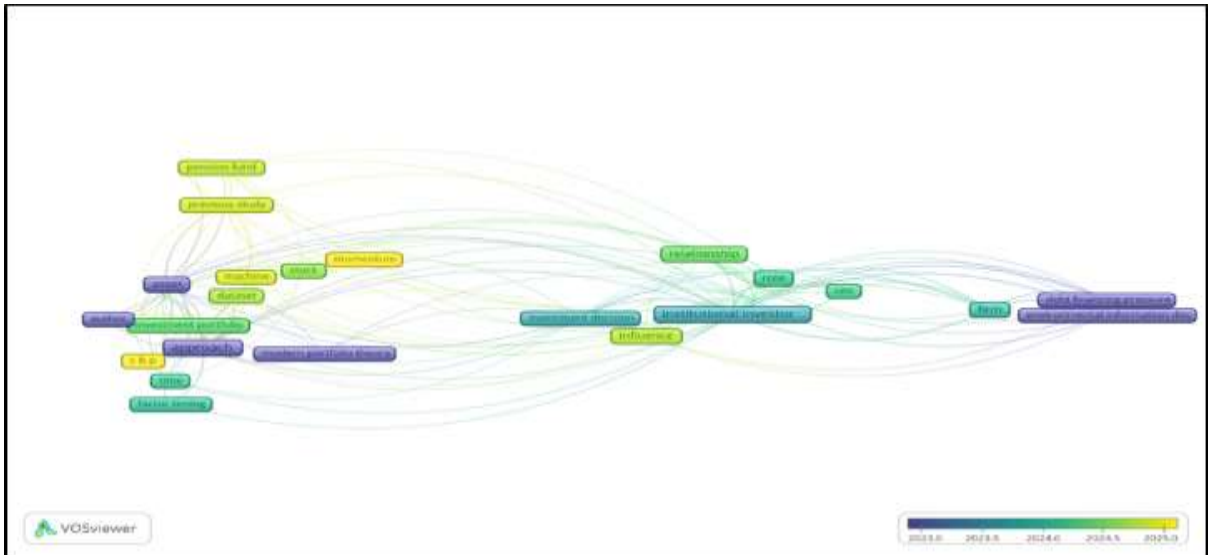 pension fund
previous study
momentum
machine
stock
asset
dataset
author
investment portfolio
approach
modern portfolio theory
s & p
time
factor timing
relationship
role
institutional investor
investment decision
influence
firm
debt financing pressure
VOSviewer
2023.0 2023.5 2024.0 2024.5 2025.0